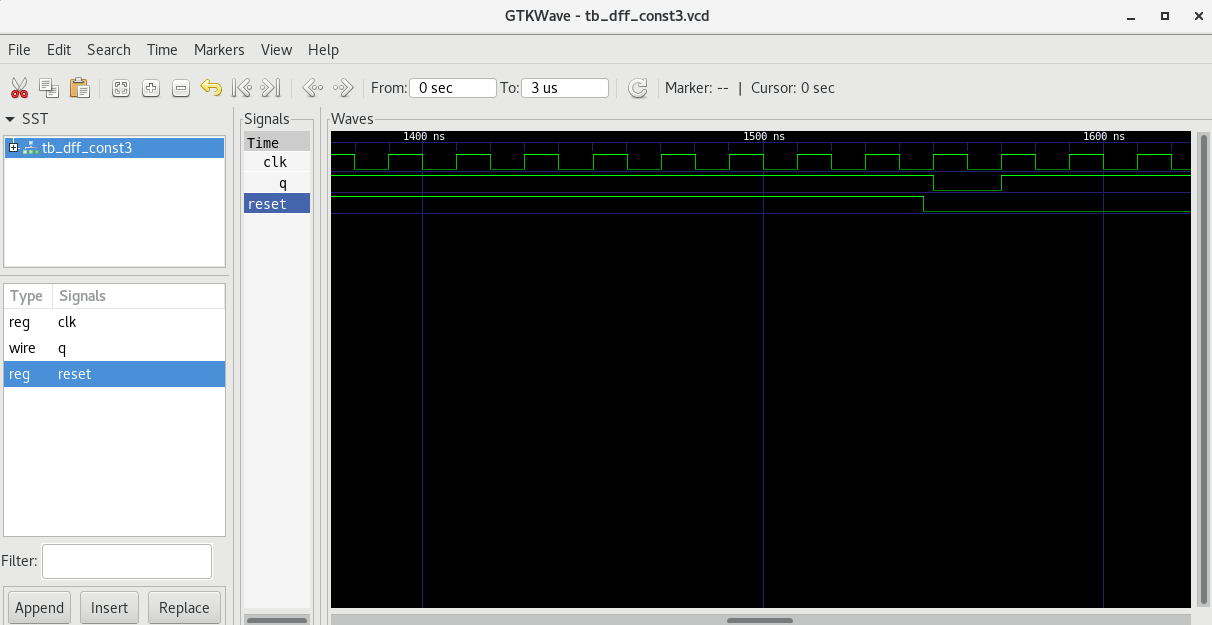 GTKWave - tb_dff_const3.vcd
File Edit Search Time Markers View Help
From: 0 sec To: 3 us Marker: -- | Cursor: 0 sec
SST
tb_dff_const3
Type Signals
reg clk
wire q
reg reset
Filter:
Append Insert Replace
Signals
Time
clk
q
reset
Waves
1400 ns 1500 ns 1600 ns